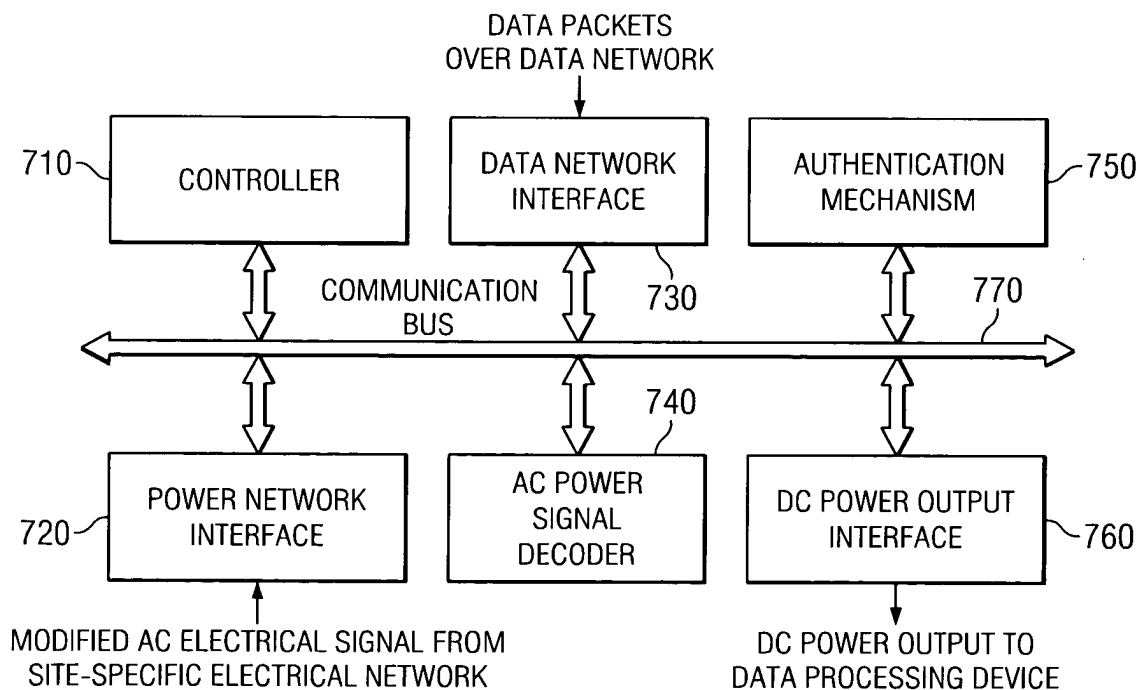 DATA PACKETS
OVER DATA NETWORK
710
CONTROLLER
DATA NETWORK
INTERFACE
AUTHENTICATION
MECHANISM
750
COMMUNICATION
BUS
730
770
740
720
POWER NETWORK
INTERFACE
AC POWER
SIGNAL
DECODER
DC POWER OUTPUT
INTERFACE
760
MODIFIED AC ELECTRICAL SIGNAL FROM
SITE-SPECIFIC ELECTRICAL NETWORK
DC POWER OUTPUT TO
DATA PROCESSING DEVICE